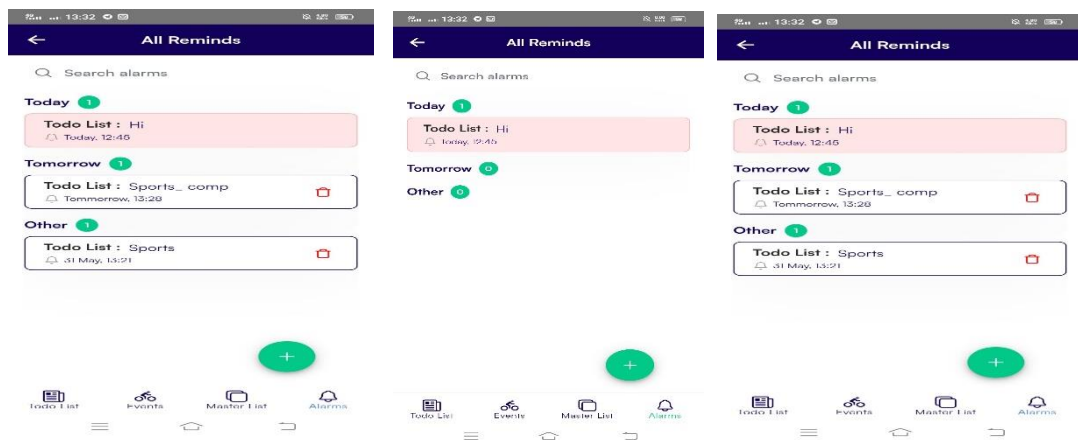 13:32
All Reminds
Search alarms
Today 1
Todo List : Hi
Today, 12:45
Tomorrow 1
Todo List : Sports_ comp
Tommorrow, 13:28
Other 1
Todo List : Sports
31 May, 13:21
+
Todo List Events Master List Alarms
13:32
All Reminds
Search alarms
Today 1
Todo List : Hi
Today, 12:45
Tomorrow 0
Other 0
+
Todo List Events Master List Alarms
13:32
All Reminds
Search alarms
Today 1
Todo List : Hi
Today, 12:45
Tomorrow 1
Todo List : Sports_ comp
Tommorrow, 13:28
Other 1
Todo List : Sports
31 May, 13:21
+
Todo List Events Master List Alarms